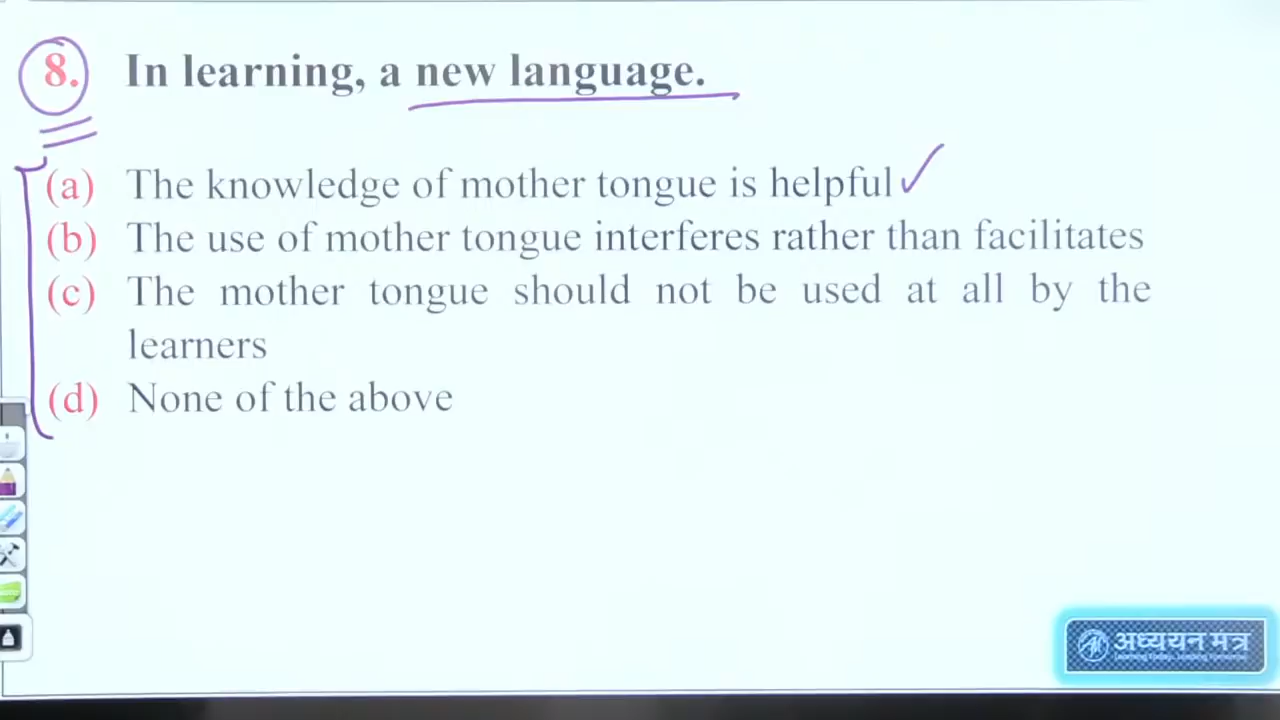 8. In learning, a new language.
(a) The knowledge of mother tongue is helpful
(b) The use of mother tongue interferes rather than facilitates
(c) The mother tongue should not be used at all by the
learners
(d) None of the above
अध्ययन मंत्र